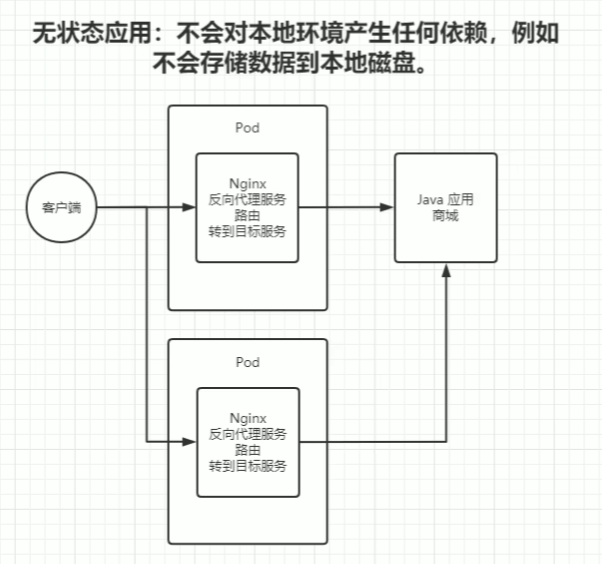 无状态应用：不会对本地环境产生任何依赖，例如
不会存储数据到本地磁盘。
Pod
客户端
Nginx
反向代理服务
路由
转到目标服务
Java 应用
商城
Pod
Nginx
反向代理服务
路由
转到目标服务